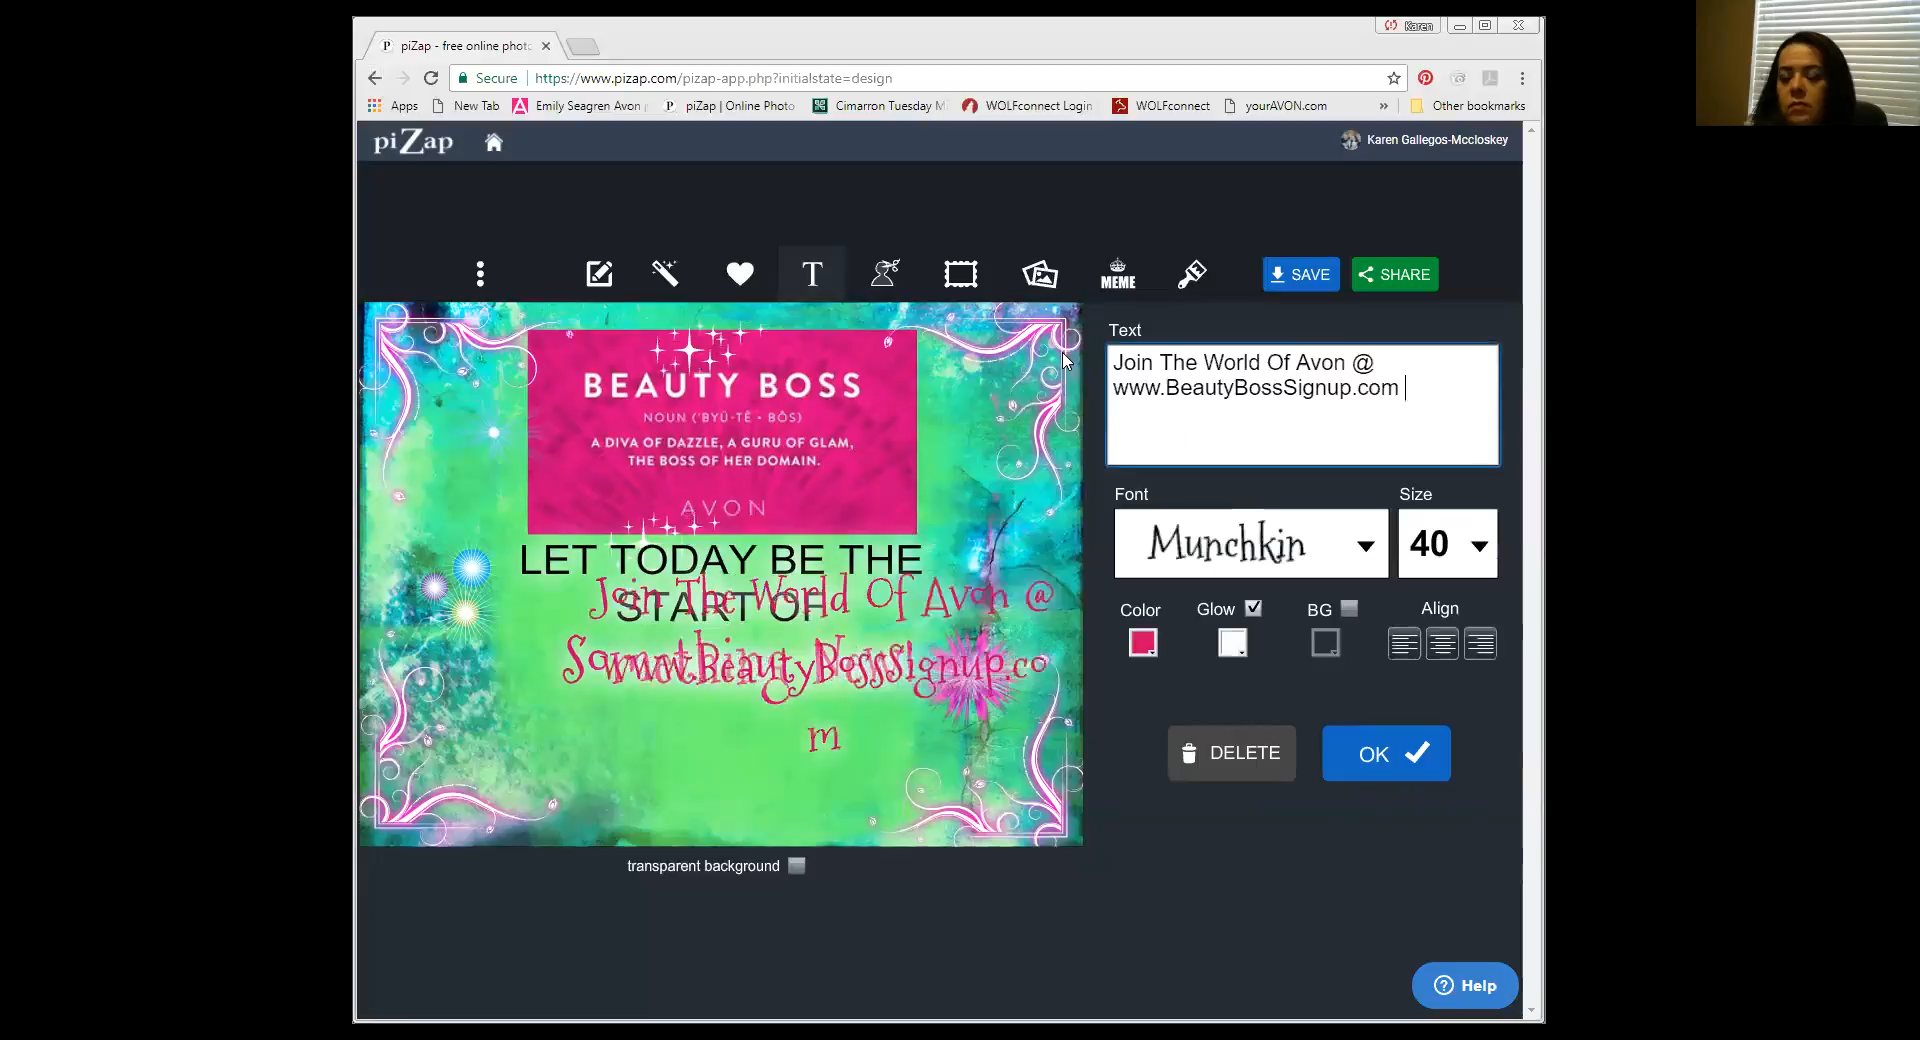 Karen
piZap - free online photo
Secure
https://www.pizap.com/pizap-app.php?initialstate=design
Apps
New Tab
Emily Seagren Avon
piZap | Online Photo
Cimarron Tuesday
WOLFconnect Login
WOLFconnect
yourAVON.com
»
Other bookmarks
piZap
Karen Gallegos-Mccloskey
T
MEME
SAVE
SHARE
BEAUTY BOSS
NOUN ('BYÜ-TĒ • BÔS)
A DIVA OF DAZZLE, A GURU OF GLAM,
THE BOSS OF HER DOMAIN.
AVON
LET TODAY BE THE
START OF
Join The World Of Avon @
www.BeautyBossSignup.co
m
transparent background
Text
Join The World Of Avon @
www.BeautyBossSignup.com
Font
Size
Munchkin
40
Color
Glow
BG
Align
DELETE
OK
Help